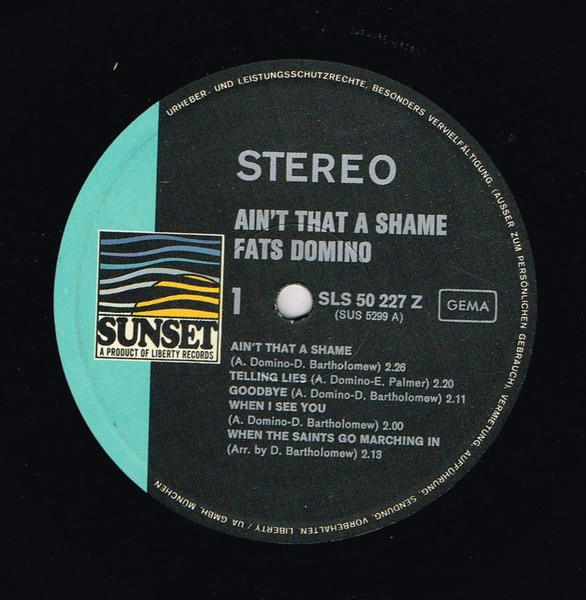 URHEBER- UND LEISTUNGSSCHUTZRECHTE, BESONDERS VERVIELFÄLTIGUNG, (AUSSER ZUM PERSÖNLICHEN GEBRAUCH), VERMIETUNG, AUFFÜHRUNG, SENDUNG, VORBEHALTEN. LIBERTY / UA GMBH, MÜNCHEN
STEREO
AIN'T THAT A SHAME
FATS DOMINO
1
SLS 50 227 Z
(SUS 5299 A)
GEMA
SUNSET
A PRODUCT OF LIBERTY RECORDS
AIN'T THAT A SHAME
(A. Domino-D. Bartholomew) 2.26
TELLING LIES (A. Domino-E. Palmer) 2.20
GOODBYE (A. Domino-D. Bartholomew) 2.11
WHEN I SEE YOU
(A. Domino-D. Bartholomew) 2.00
WHEN THE SAINTS GO MARCHING IN
(Arr. by D. Bartholomew) 2.13